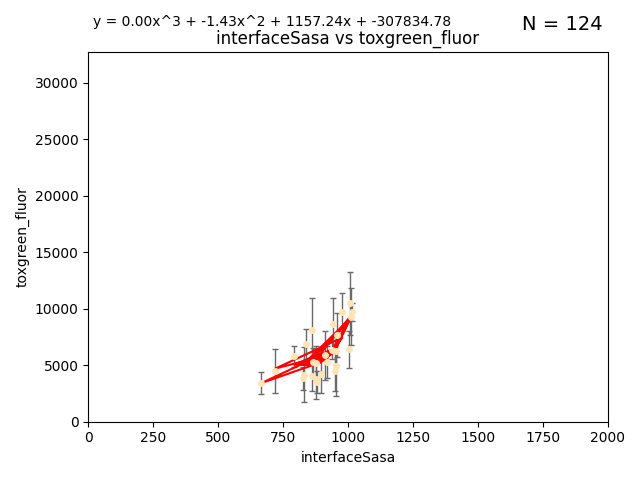 y = 0.00x^3 + -1.43x^2 + 1157.24x + -307834.78
N = 124
interfaceSasa vs toxgreen_fluor
30000
25000
20000
15000
10000
5000
0
toxgreen_fluor
0 250 500 750 1000 1250 1500 1750 2000
interfaceSasa